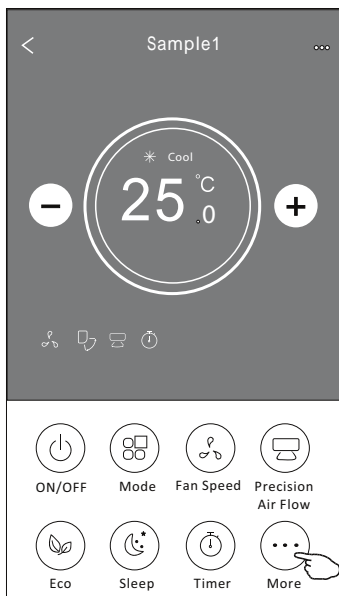 Sample1
Cool
25.0°C
ON/OFF Mode Fan Speed Precision Air Flow
Eco Sleep Timer More